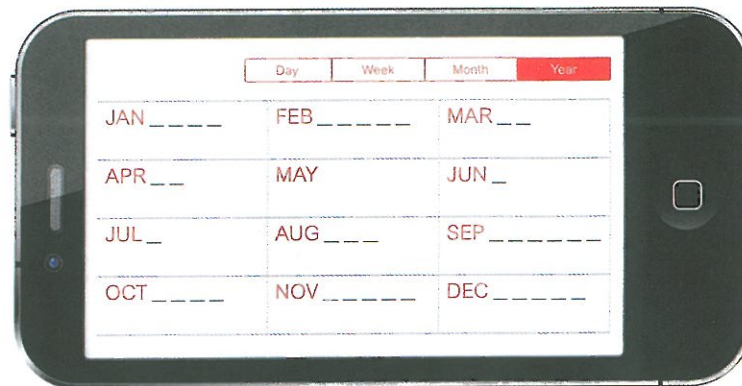 Day Week Month Year
JAN _ _ _ _ FEB _ _ _ _ _ MAR _ _
APR _ _ MAY JUN _
JUL _ AUG _ _ _ SEP _ _ _ _ _ _
OCT _ _ _ _ NOV _ _ _ _ _ DEC _ _ _ _ _